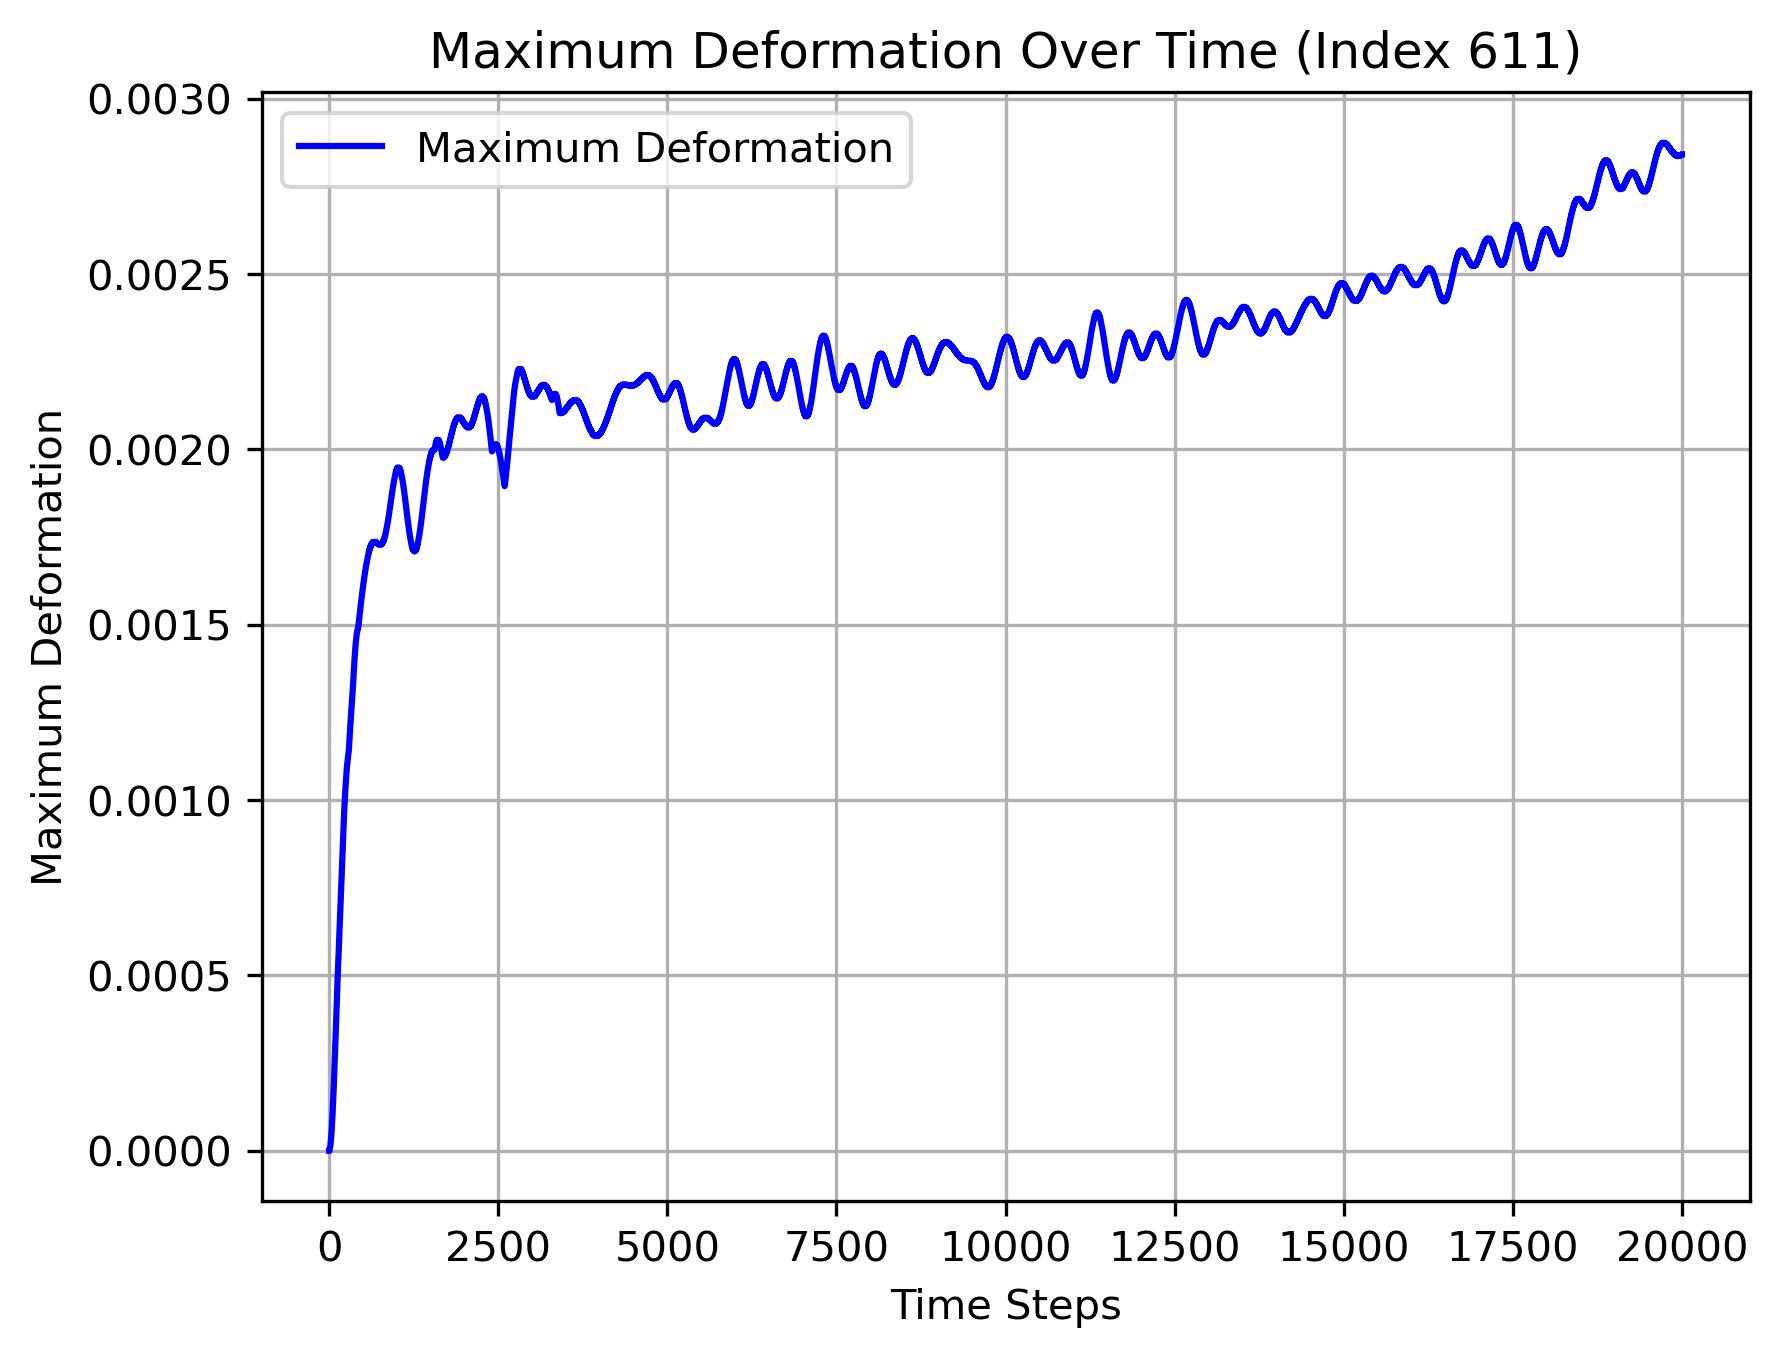 Maximum Deformation Over Time (Index 611)
0.0030
Maximum Deformation
0.0025
0.0020
0.0015
0.0010
0.0005
0.0000
Maximum Deformation
0 2500 5000 7500 10000 12500 15000 17500 20000
Time Steps